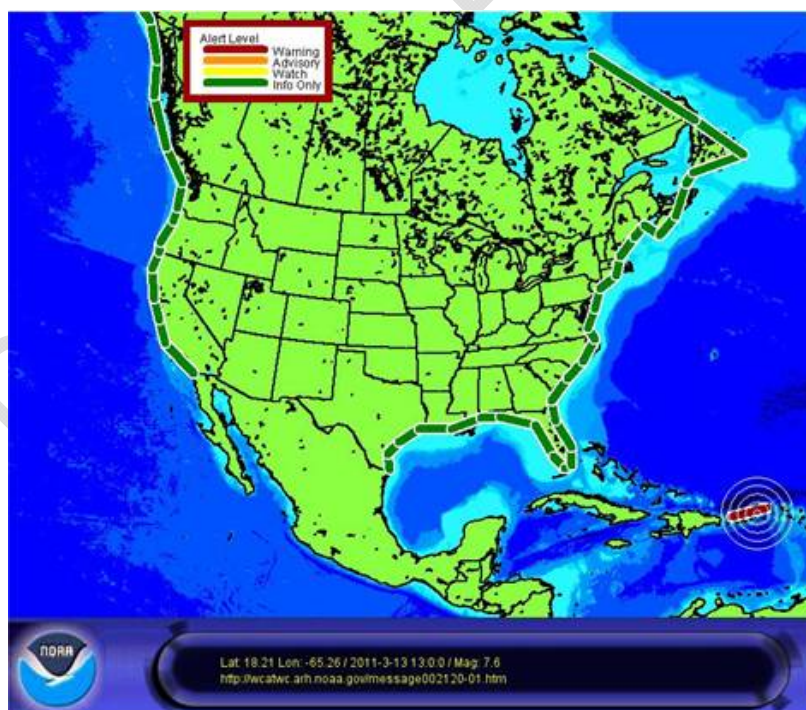 Alert Level
Warning
Advisory
Watch
Info Only
NOAA
Lat: 18.21 Lon: -65.26 / 2011-3-13 13:0:0 / Mag: 7.6
http://wcatwc.arh.noaa.gov/message002120-01.htm